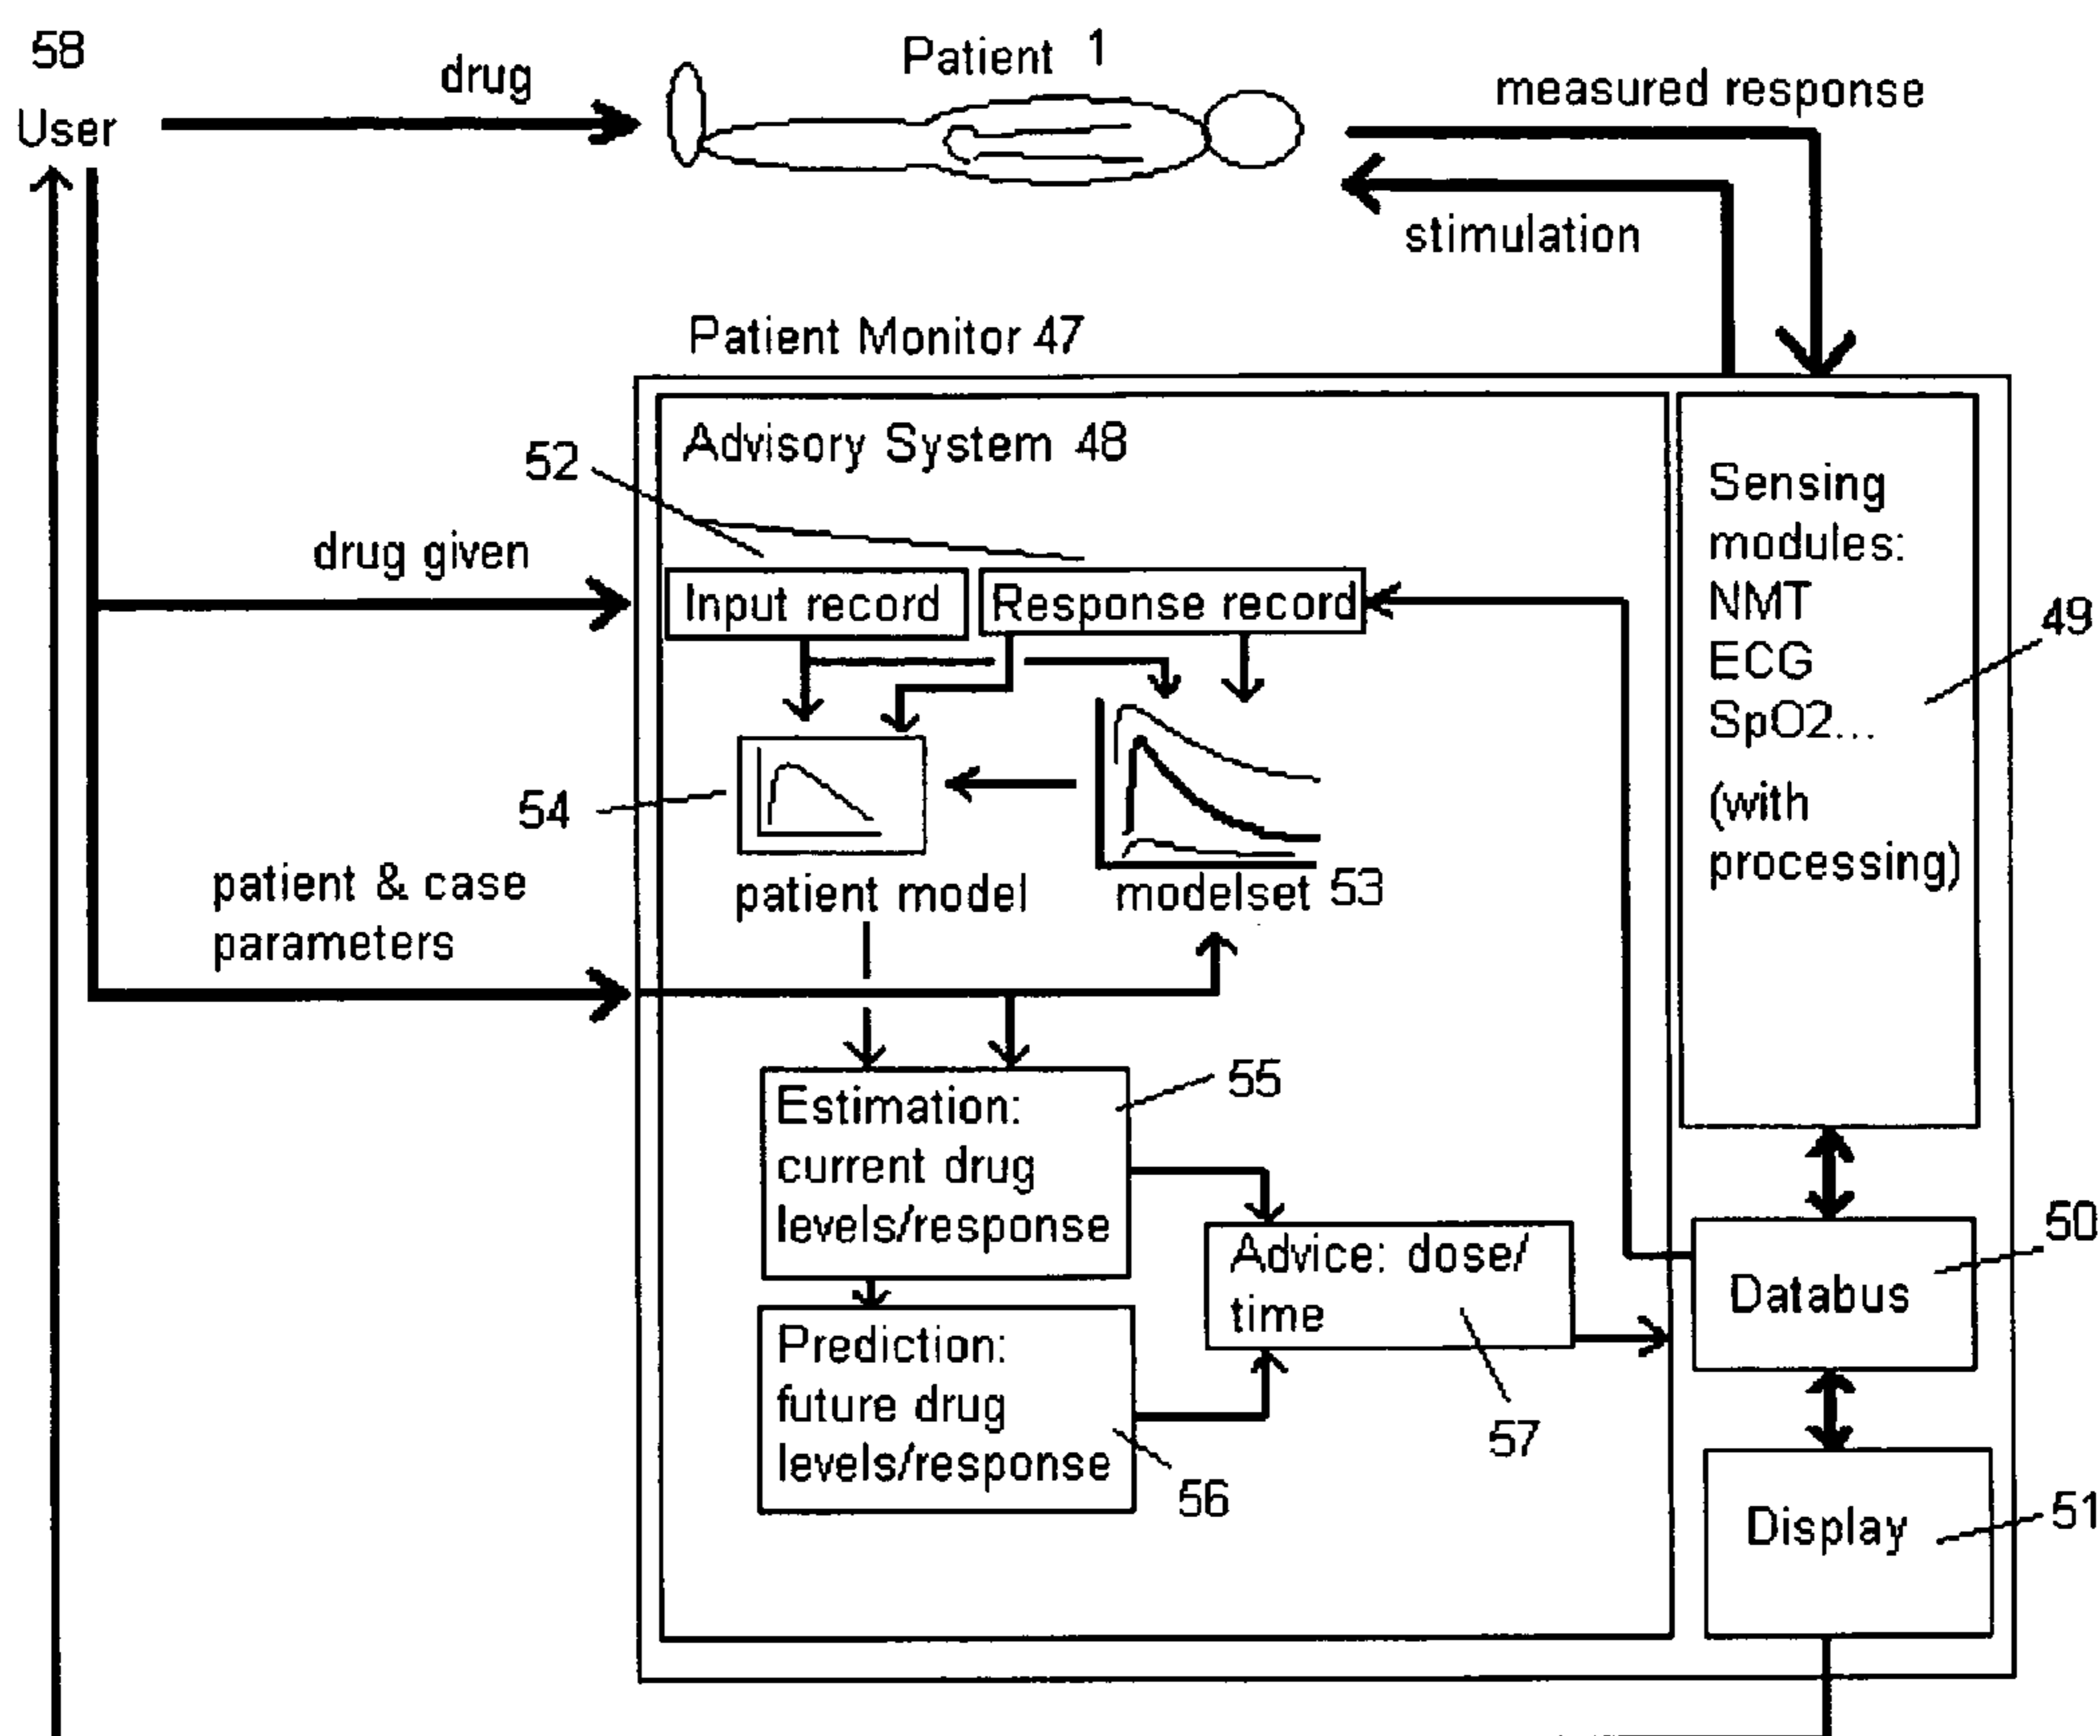 58
User
drug
Patient 1
measured response
stimulation
Patient Monitor 47
Advisory System 48
52
drug given
Input record
Response record
Sensing
modules:
NMT
ECG
SpO2...
(with
processing)
49
54
patient model
modelset 53
patient & case
parameters
Estimation:
current drug
levels/response
55
Prediction:
future drug
levels/response
56
Advice: dose/
time
57
Databus
50
Display
51